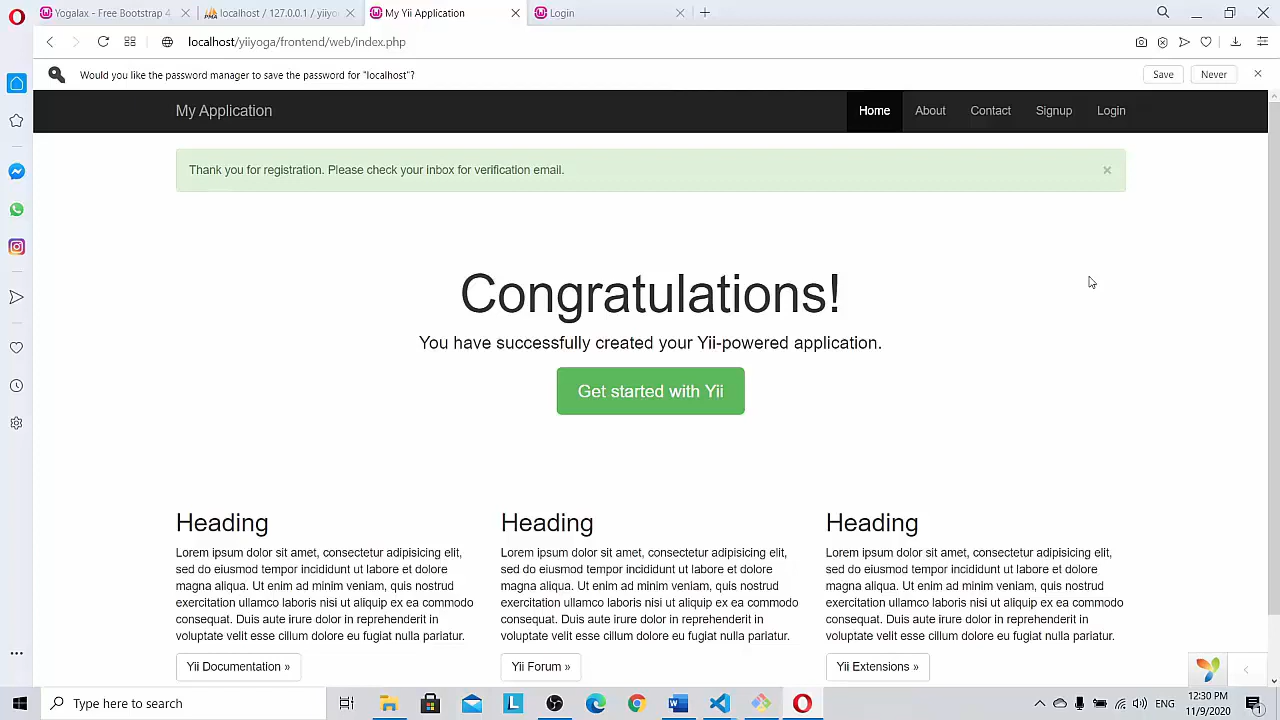 Yogalax - Free Bootstrap 4
localhost / 127.0.0.1 / yiiyo
My Yii Application
Login
localhost/yiiyoga/frontend/web/index.php
Would you like the password manager to save the password for "localhost"?
Save
Never
My Application
Home
About
Contact
Signup
Login
Thank you for registration. Please check your inbox for verification email.
×
Congratulations!
You have successfully created your Yii-powered application.
Get started with Yii
Heading
Lorem ipsum dolor sit amet, consectetur adipisicing elit,
sed do eiusmod tempor incididunt ut labore et dolore
magna aliqua. Ut enim ad minim veniam, quis nostrud
exercitation ullamco laboris nisi ut aliquip ex ea commodo
consequat. Duis aute irure dolor in reprehenderit in
voluptate velit esse cillum dolore eu fugiat nulla pariatur.
Yii Documentation »
Heading
Lorem ipsum dolor sit amet, consectetur adipisicing elit,
sed do eiusmod tempor incididunt ut labore et dolore
magna aliqua. Ut enim ad minim veniam, quis nostrud
exercitation ullamco laboris nisi ut aliquip ex ea commodo
consequat. Duis aute irure dolor in reprehenderit in
voluptate velit esse cillum dolore eu fugiat nulla pariatur.
Yii Forum »
Heading
Lorem ipsum dolor sit amet, consectetur adipisicing elit,
sed do eiusmod tempor incididunt ut labore et dolore
magna aliqua. Ut enim ad minim veniam, quis nostrud
exercitation ullamco laboris nisi ut aliquip ex ea commodo
consequat. Duis aute irure dolor in reprehenderit in
voluptate velit esse cillum dolore eu fugiat nulla pariatur.
Yii Extensions »
Type here to search
ENG
12:30 PM
11/9/2020